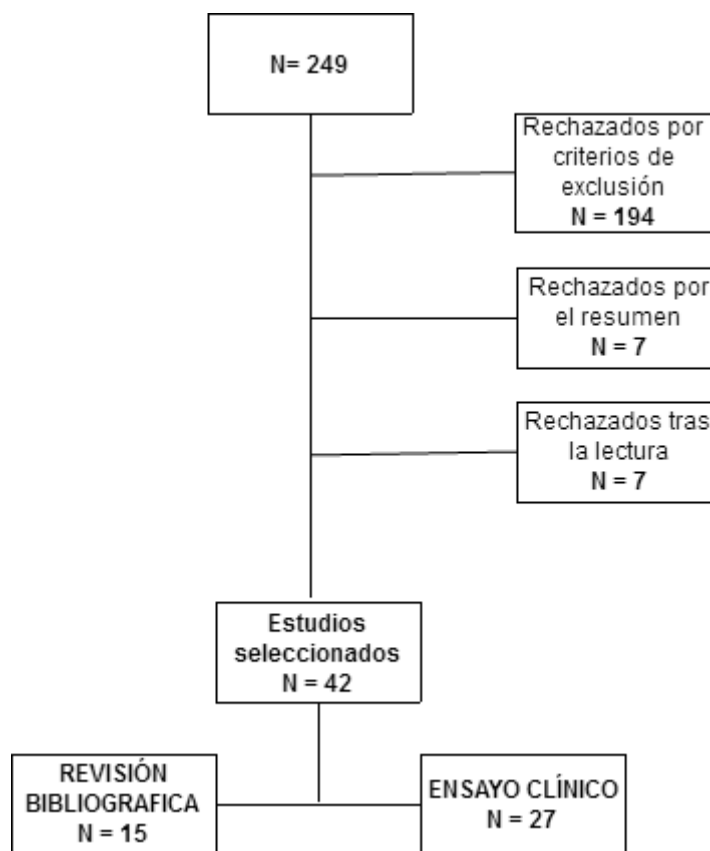 N= 249
Rechazados por
criterios de
exclusión
N = 194
Rechazados por
el resumen
N = 7
Rechazados tras
la lectura
N = 7
Estudios
seleccionados
N = 42
REVISIÓN
BIBLIOGRAFICA
N = 15
ENSAYO CLÍNICO
N = 27